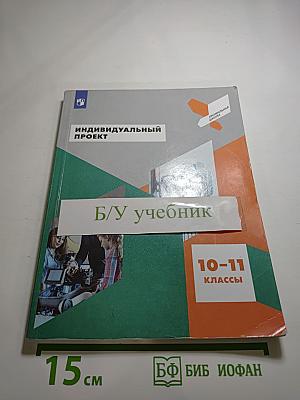 ИНДИВИДУАЛЬНЫЙ
ПРОЕКТ
Б/У учебник
10–11
КЛАССЫ
15 см
БФ БИБ ИОФАН